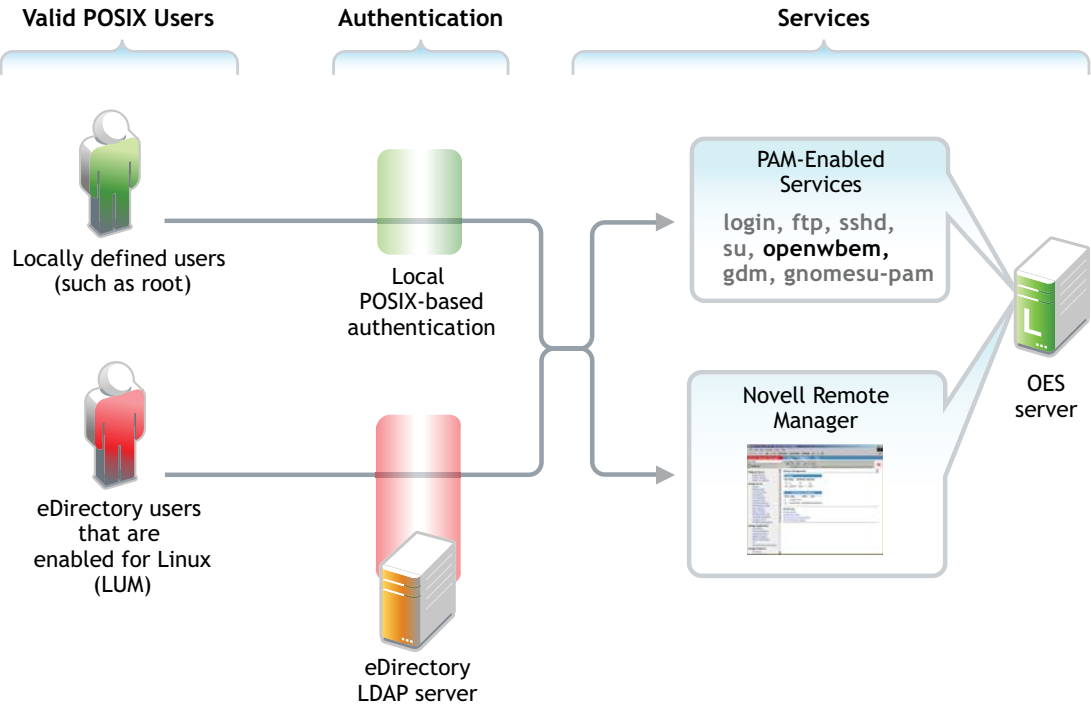 Valid POSIX Users
Authentication
Services
Locally defined users
(such as root)
Local
POSIX-based
authentication
PAM-Enabled
Services
login, ftp, sshd,
su, openwbem,
gdm, gnomesu-pam
L
OES
server
eDirectory users
that are
enabled for Linux
(LUM)
eDirectory
LDAP server
Novell Remote
Manager